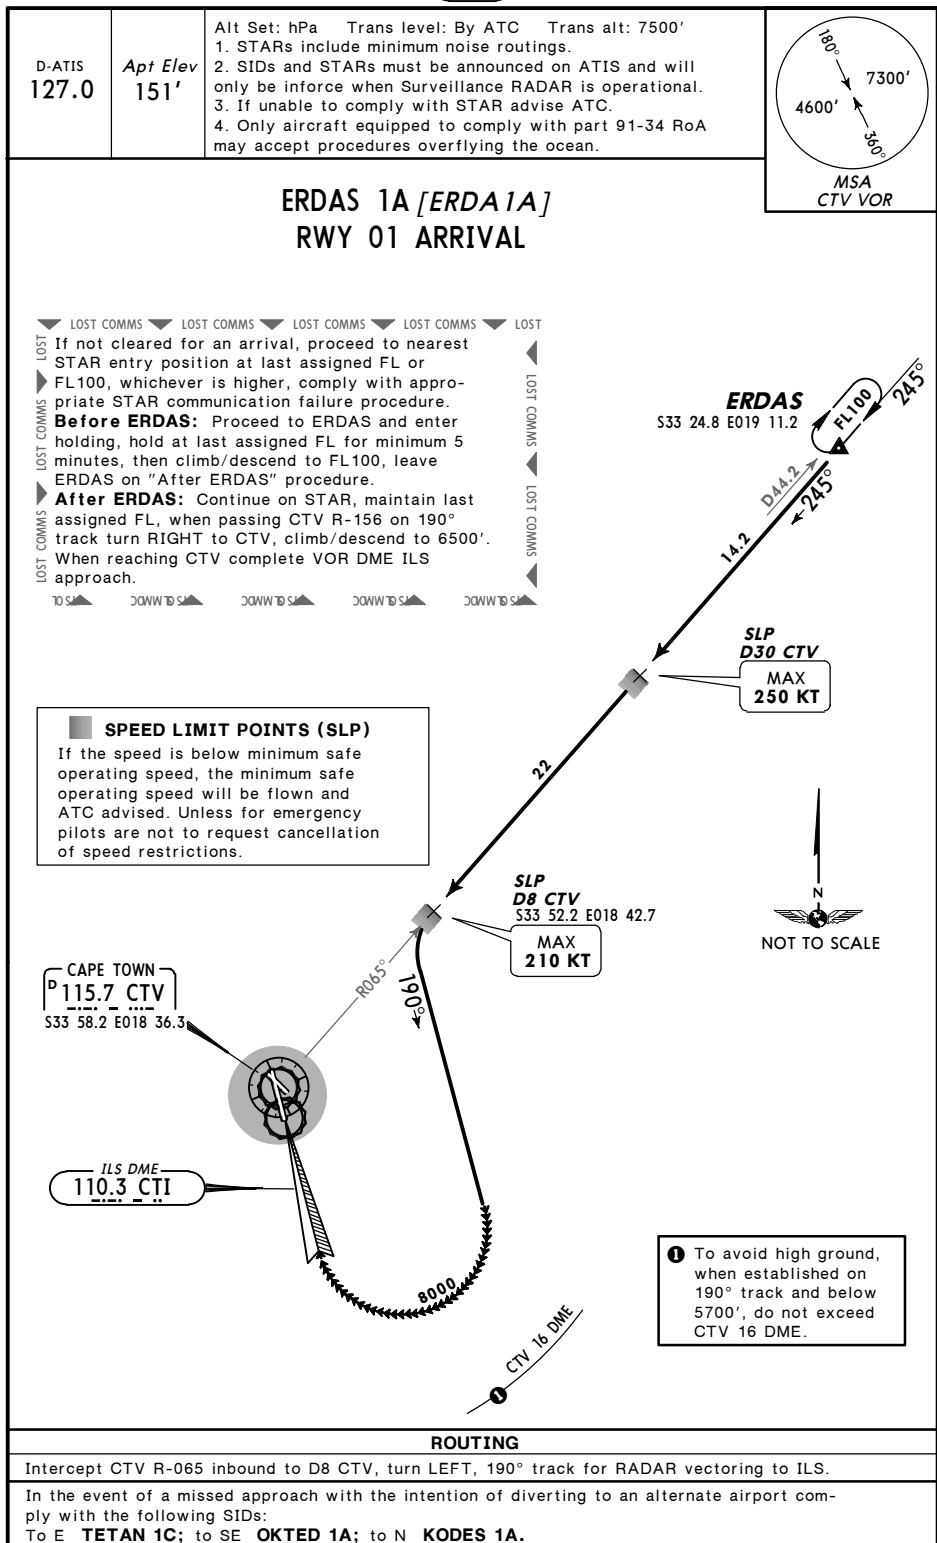 D-ATIS
127.0
Apt Elev
151'
Alt Set: hPa Trans level: By ATC Trans alt: 7500'
1. STARs include minimum noise routings.
2. SIDs and STARs must be announced on ATIS and will
only be inforce when Surveillance RADAR is operational.
3. If unable to comply with STAR advise ATC.
4. Only aircraft equipped to comply with part 91-34 RoA
may accept procedures overflying the ocean.
180°
7300'
4600'
360°
MSA
CTV VOR
ERDAS 1A [ERDA1A]
RWY 01 ARRIVAL
LOST COMMS LOST COMMS LOST COMMS LOST COMMS LOST
LOST COMMS LOST COMMS LOST
If not cleared for an arrival, proceed to nearest
STAR entry position at last assigned FL or
FL100, whichever is higher, comply with appro-
priate STAR communication failure procedure.
Before ERDAS: Proceed to ERDAS and enter
holding, hold at last assigned FL for minimum 5
minutes, then climb/descend to FL100, leave
ERDAS on "After ERDAS" procedure.
After ERDAS: Continue on STAR, maintain last
assigned FL, when passing CTV R-156 on 190°
track turn RIGHT to CTV, climb/descend to 6500'.
When reaching CTV complete VOR DME ILS
approach.
LOST COMMS LOST COMMS
ERDAS
S33 24.8 E019 11.2
FL100
245°
D44.2
245°
14.2
SLP
D30 CTV
MAX
250 KT
SPEED LIMIT POINTS (SLP)
If the speed is below minimum safe
operating speed, the minimum safe
operating speed will be flown and
ATC advised. Unless for emergency
pilots are not to request cancellation
of speed restrictions.
22
SLP
D8 CTV
S33 52.2 E018 42.7
MAX
210 KT
N
NOT TO SCALE
CAPE TOWN
D 115.7 CTV
S33 58.2 E018 36.3
R065°
190°
ILS DME
110.3 CTI
8000
1 To avoid high ground,
when established on
190° track and below
5700', do not exceed
CTV 16 DME.
CTV 16 DME
1
ROUTING
Intercept CTV R-065 inbound to D8 CTV, turn LEFT, 190° track for RADAR vectoring to ILS.
In the event of a missed approach with the intention of diverting to an alternate airport com-
ply with the following SIDs:
To E TETAN 1C; to SE OKTED 1A; to N KODES 1A.